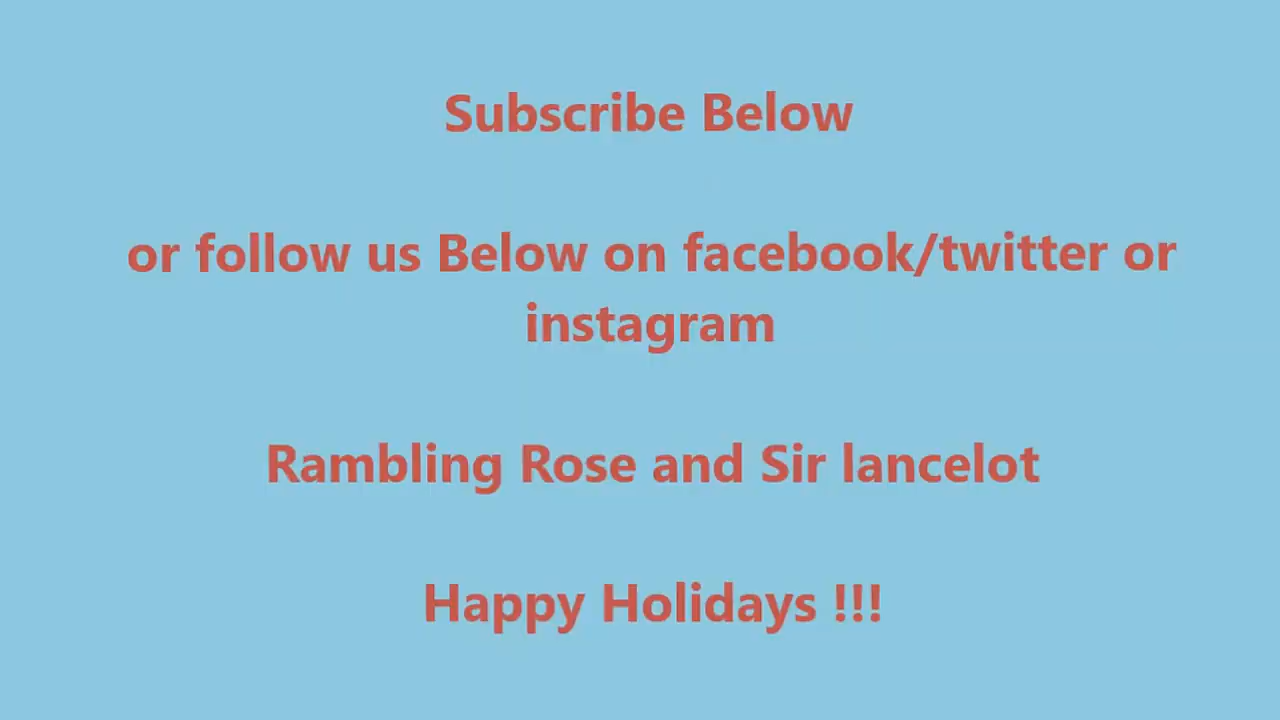 Subscribe Below
or follow us Below on facebook/twitter or
instagram
Rambling Rose and Sir lancelot
Happy Holidays !!!